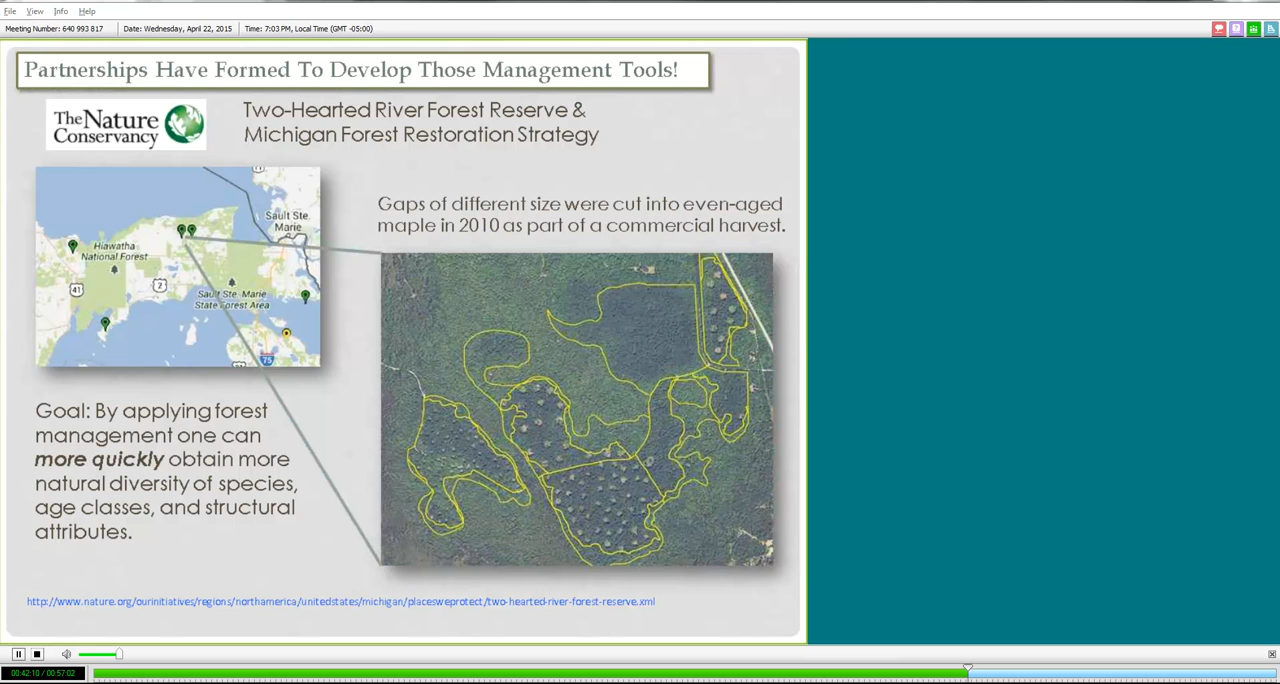 File View Info Help
Meeting Number: 640 993 817 Date: Wednesday, April 22, 2015 Time: 7:03 PM, Local Time (GMT -05:00)
Partnerships Have Formed To Develop Those Management Tools!
The Nature
Conservancy
Two-Hearted River Forest Reserve &
Michigan Forest Restoration Strategy
Gaps of different size were cut into even-aged
maple in 2010 as part of a commercial harvest.
Sault Ste.
Marie
Hiawatha
National Forest
41
2
Sault Ste. Marie
State Forest Area
75
Goal: By applying forest
management one can
more quickly obtain more
natural diversity of species,
age classes, and structural
attributes.
http://www.nature.org/ourinitiatives/regions/northamerica/unitedstates/michigan/placesweprotect/two-hearted-river-forest-reserve.xml
00:42:10 / 00:57:02